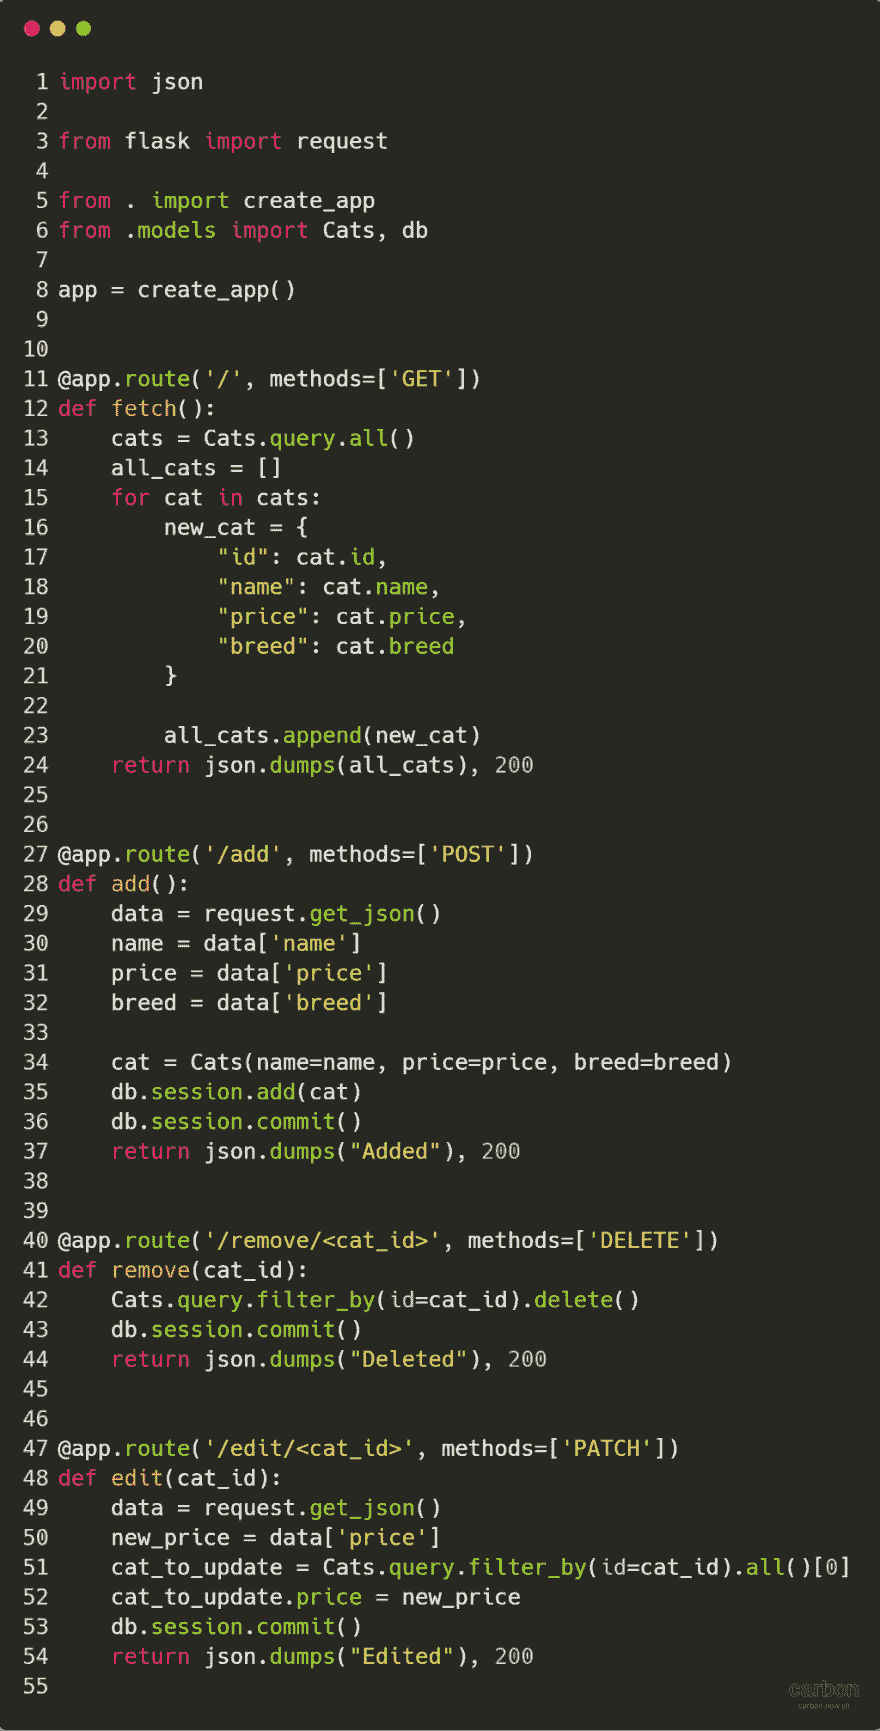 1 import json
2
3 from flask import request
4
5 from . import create_app
6 from .models import Cats, db
7
8 app = create_app()
9
10
11 @app.route('/', methods=['GET'])
12 def fetch():
13     cats = Cats.query.all()
14     all_cats = []
15     for cat in cats:
16         new_cat = {
17             "id": cat.id,
18             "name": cat.name,
19             "price": cat.price,
20             "breed": cat.breed
21         }
22
23         all_cats.append(new_cat)
24     return json.dumps(all_cats), 200
25
26
27 @app.route('/add', methods=['POST'])
28 def add():
29     data = request.get_json()
30     name = data['name']
31     price = data['price']
32     breed = data['breed']
33
34     cat = Cats(name=name, price=price, breed=breed)
35     db.session.add(cat)
36     db.session.commit()
37     return json.dumps("Added"), 200
38
39
40 @app.route('/remove/<cat_id>', methods=['DELETE'])
41 def remove(cat_id):
42     Cats.query.filter_by(id=cat_id).delete()
43     db.session.commit()
44     return json.dumps("Deleted"), 200
45
46
47 @app.route('/edit/<cat_id>', methods=['PATCH'])
48 def edit(cat_id):
49     data = request.get_json()
50     new_price = data['price']
51     cat_to_update = Cats.query.filter_by(id=cat_id).all()[0]
52     cat_to_update.price = new_price
53     db.session.commit()
54     return json.dumps("Edited"), 200
55
carbon
carbon.now.sh